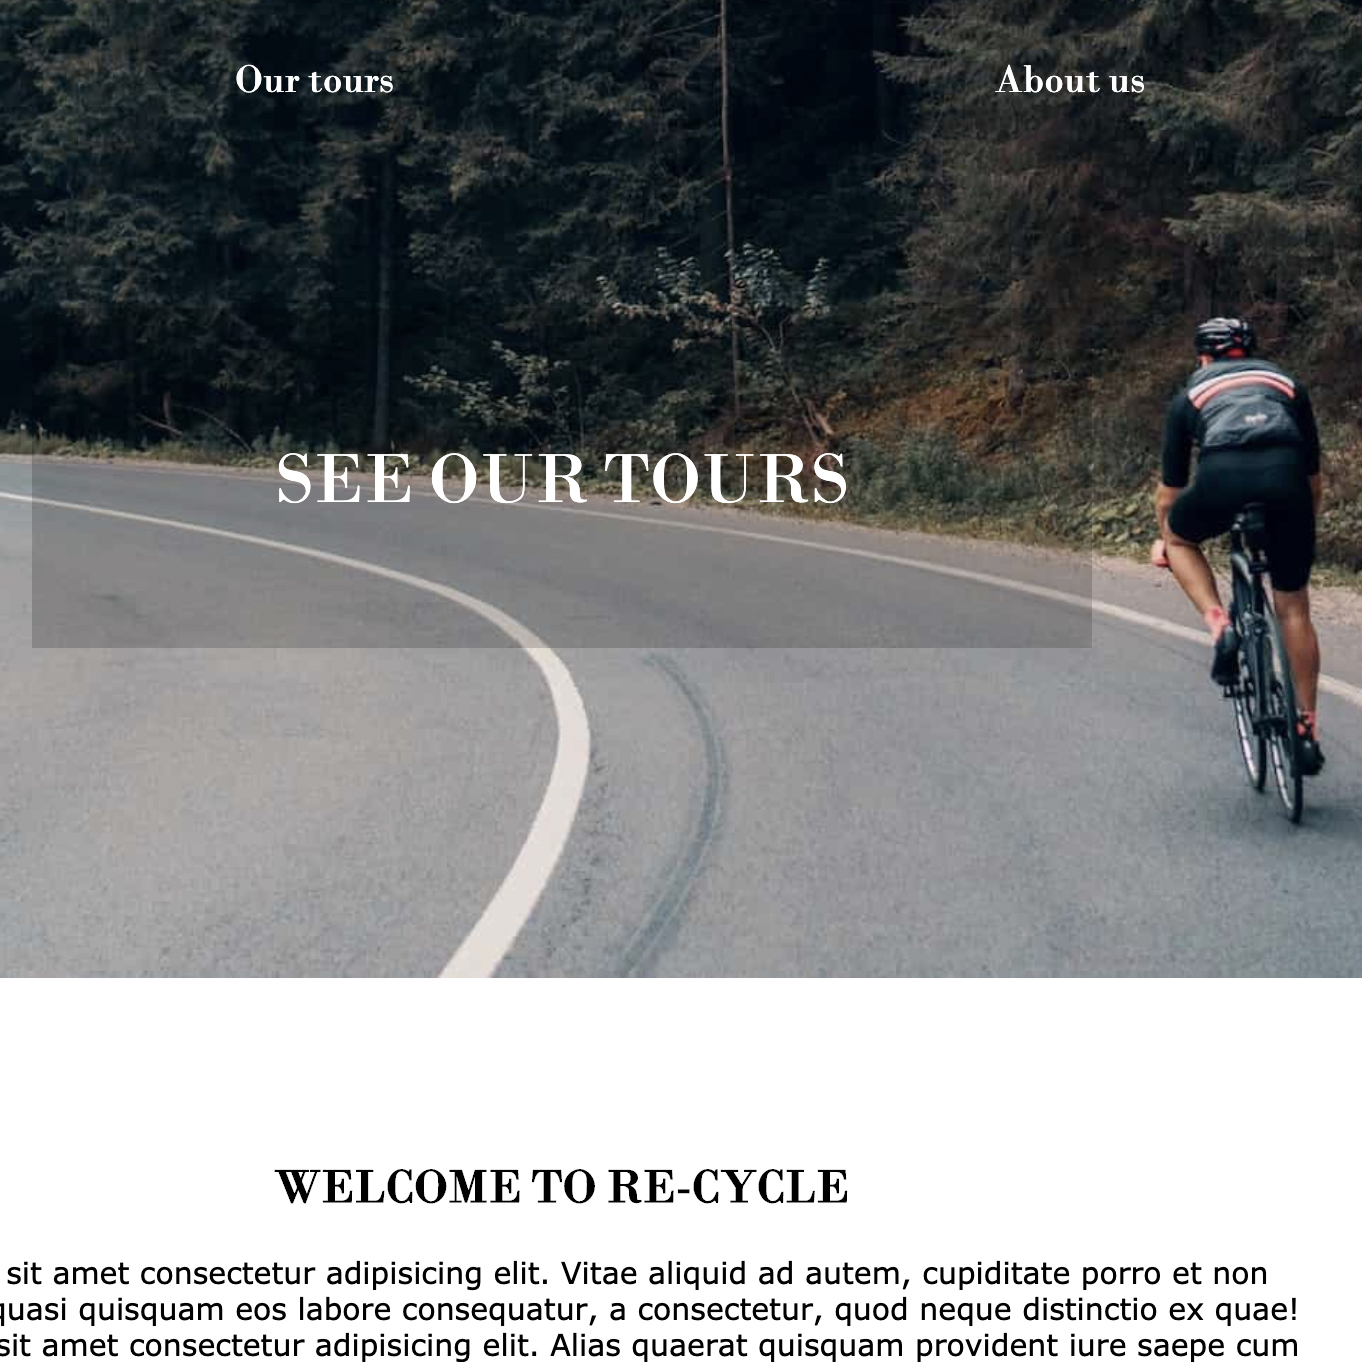 Our tours About us
SEE OUR TOURS
WELCOME TO RE-CYCLE
sit amet consectetur adipisicing elit. Vitae aliquid ad autem, cupiditate porro et non
quasi quisquam eos labore consequatur, a consectetur, quod neque distinctio ex quae!
sit amet consectetur adipisicing elit. Alias quaerat quisquam provident iure saepe cum